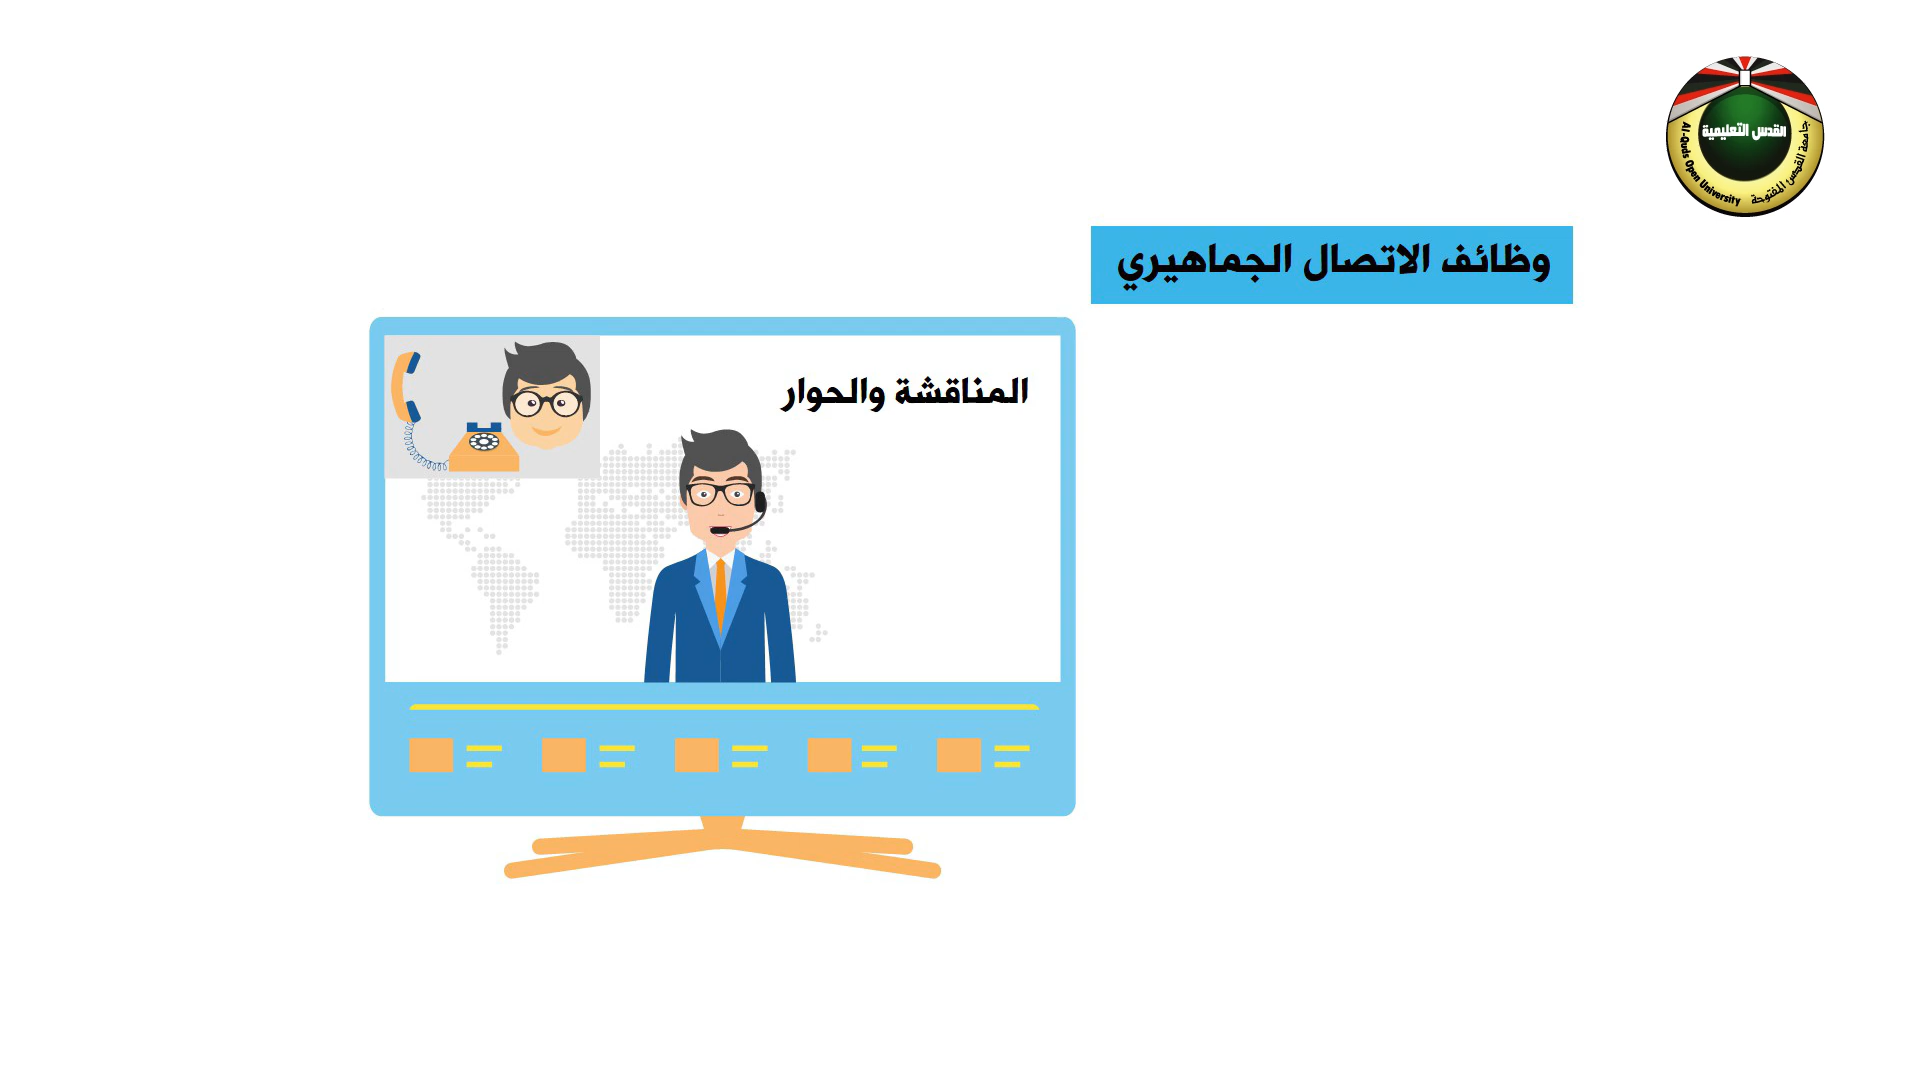 القدس التعليمية
جامعة القدس المفتوحة
Al-Quds Open University
وظائف الاتصال الجماهيري
المناقشة والحوار